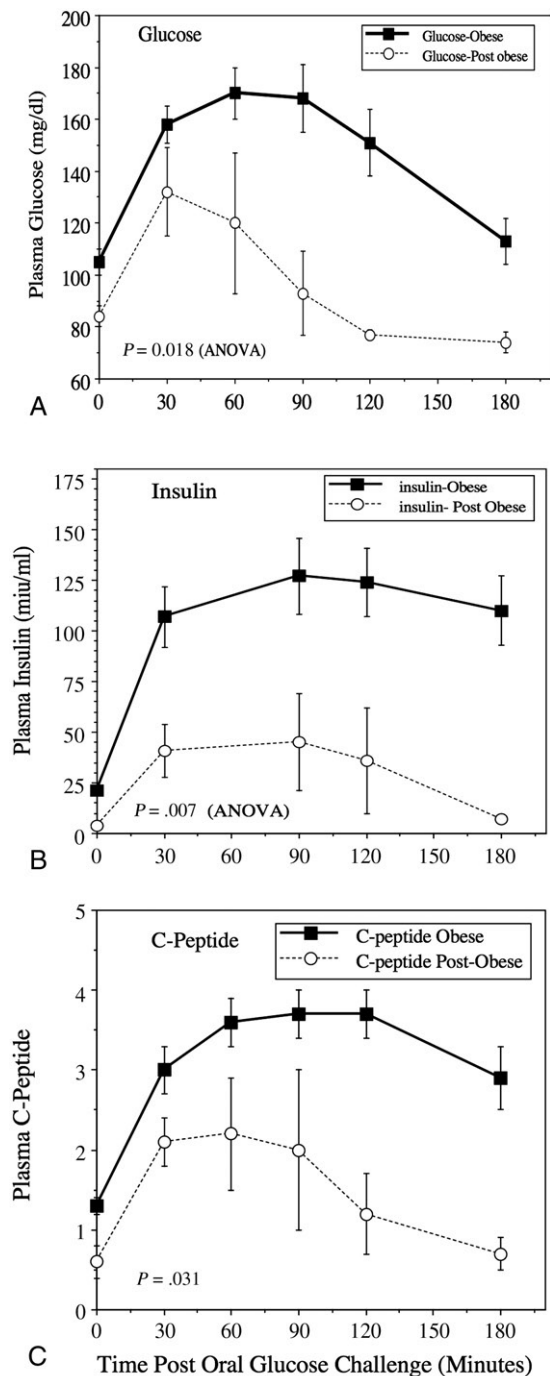 Glucose
Glucose-Obese
Glucose-Post obese
Plasma Glucose (mg/dl)
200
180
160
140
120
100
80
60
P = 0.018 (ANOVA)
0 30 60 90 120 150 180
A
Insulin
insulin-Obese
insulin- Post Obese
Plasma Insulin (miu/ml)
175
150
125
100
75
50
25
0
P = .007 (ANOVA)
0 30 60 90 120 150 180
B
C-Peptide
C-peptide Obese
C-peptide Post-Obese
Plasma C-Peptide
5
4
3
2
1
0
P = .031
0 30 60 90 120 150 180
C
Time Post Oral Glucose Challenge (Minutes)